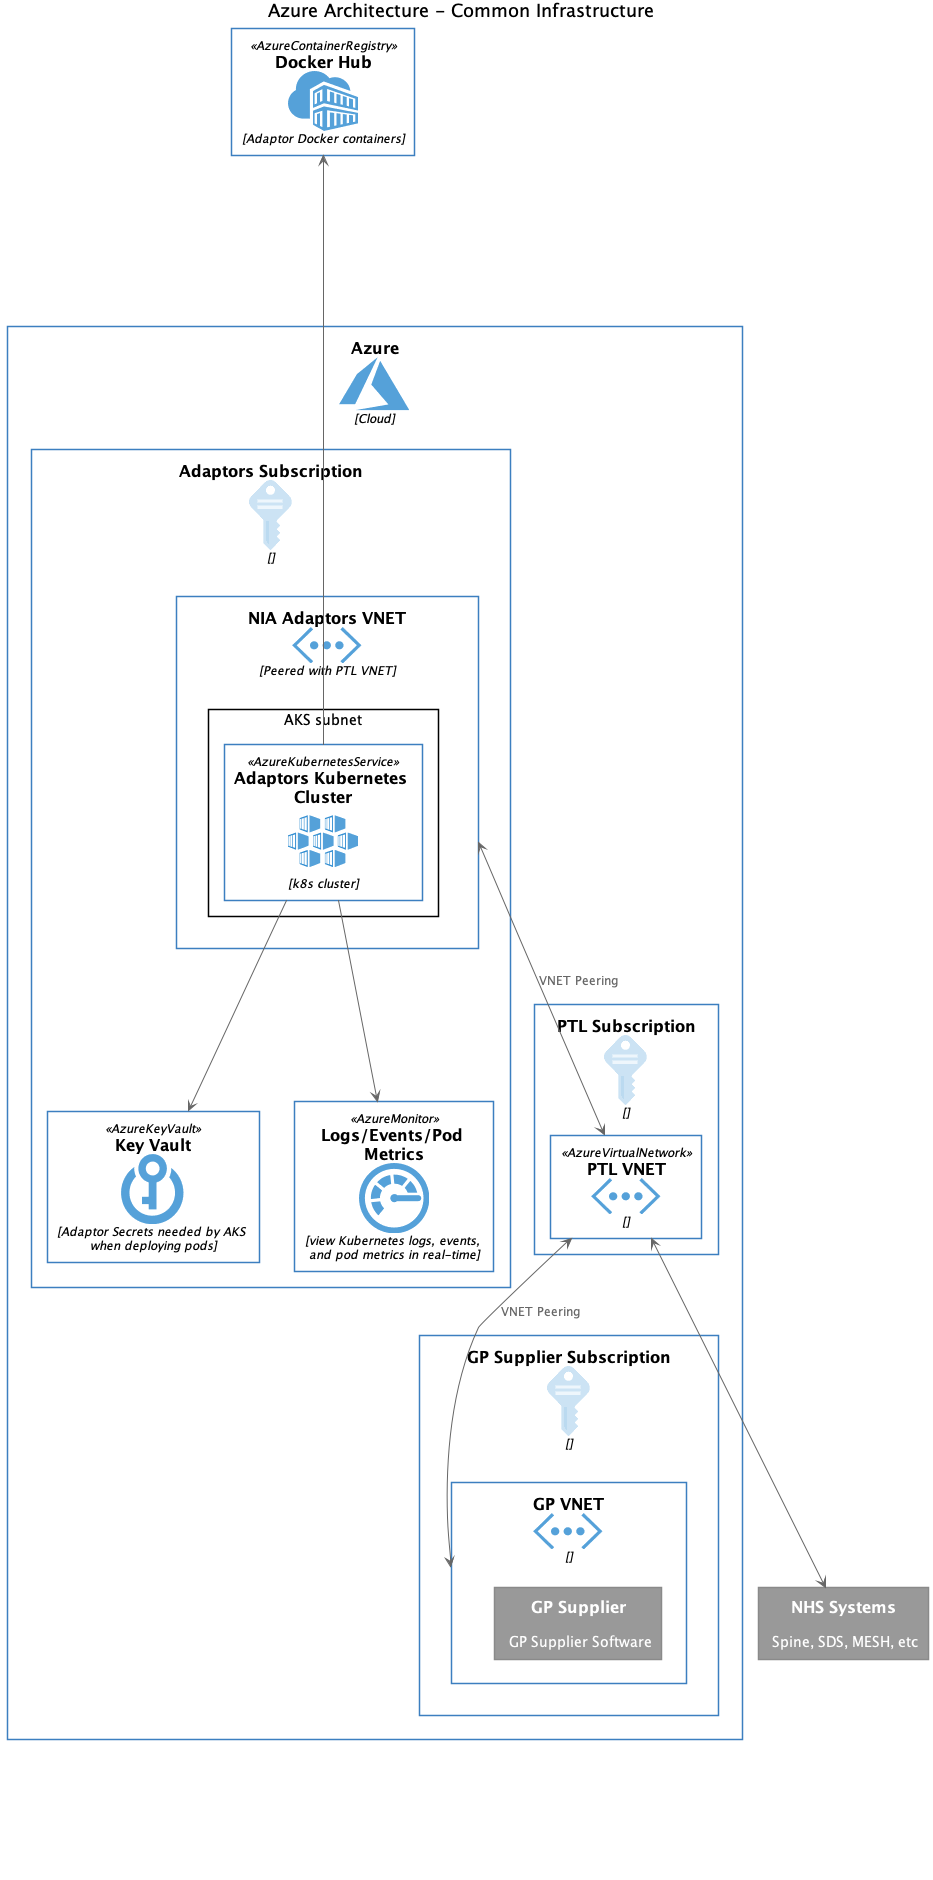 Azure Architecture – Common Infrastructure
«AzureContainerRegistry»
Docker Hub
[Adaptor Docker containers]
Azure
[Cloud]
Adaptors Subscription
[]
NIA Adaptors VNET
[Peered with PTL VNET]
AKS subnet
«AzureKubernetesService»
Adaptors Kubernetes
Cluster
[k8s cluster]
VNET Peering
PTL Subscription
[]
«AzureKeyVault»
Key Vault
[Adaptor Secrets needed by AKS
when deploying pods]
«AzureMonitor»
Logs/Events/Pod
Metrics
[view Kubernetes logs, events,
and pod metrics in real-time]
«AzureVirtualNetwork»
PTL VNET
[]
VNET Peering
GP Supplier Subscription
[]
GP VNET
[]
GP Supplier
GP Supplier Software
NHS Systems
Spine, SDS, MESH, etc